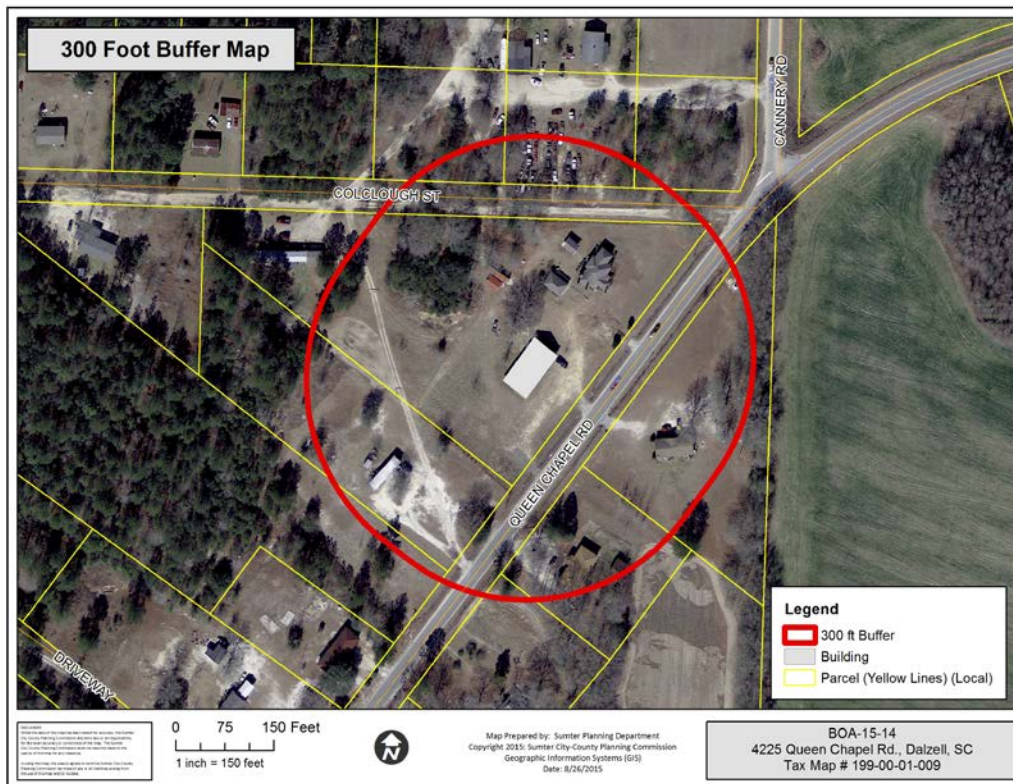 300 Foot Buffer Map
CANNERY RD
COLCLOUGH ST
QUEEN CHAPEL RD
DRIVEWAY
Legend
300 ft Buffer
Building
Parcel (Yellow Lines) (Local)
0 75 150 Feet
1 inch = 150 feet
N
Map Prepared by: Sumter Planning Department
Copyright 2015: Sumter City-County Planning Commission
Geographic Information Systems (GIS)
Date: 8/26/2015
BOA-15-14
4225 Queen Chapel Rd., Dalzell, SC
Tax Map # 199-00-01-009